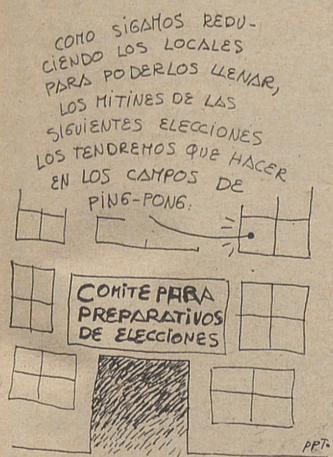 COMO SIGAMOS REDU-
CIENDO LOS LOCALES
PARA PODERLOS LLENAR,
LOS MITINES DE LAS
SIGUIENTES ELECCIONES
LOS TENDREMOS QUE HACER
EN LOS CAMPOS DE
PING-PONG.
COMITE PARA
PREPARATIVOS
DE ELECCIONES
PPT.